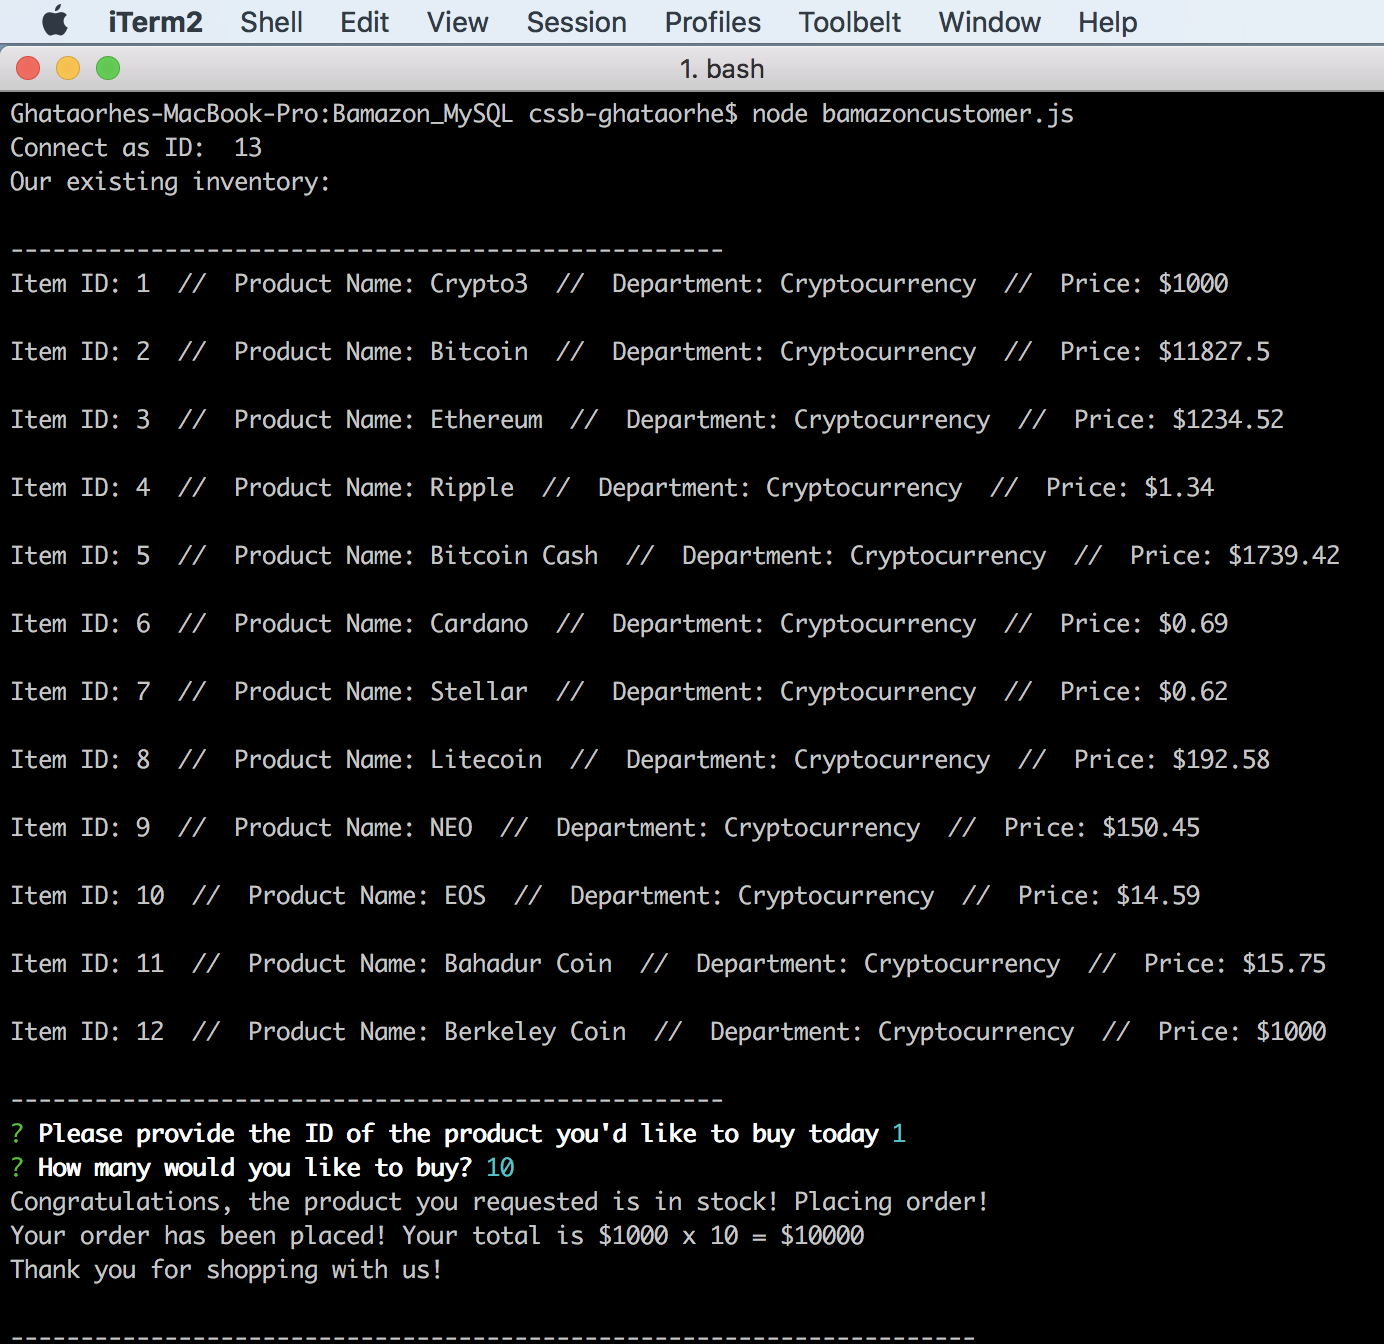 iTerm2 Shell Edit View Session Profiles Toolbelt Window Help
1. bash
Ghataorhes-MacBook-Pro:Bamazon_MySQL cssb-ghataorhe$ node bamazoncustomer.js
Connect as ID:  13
Our existing inventory:
---------------------------------------------------
Item ID: 1  //  Product Name: Crypto3  //  Department: Cryptocurrency  //  Price: $1000
Item ID: 2  //  Product Name: Bitcoin  //  Department: Cryptocurrency  //  Price: $11827.5
Item ID: 3  //  Product Name: Ethereum  //  Department: Cryptocurrency  //  Price: $1234.52
Item ID: 4  //  Product Name: Ripple  //  Department: Cryptocurrency  //  Price: $1.34
Item ID: 5  //  Product Name: Bitcoin Cash  //  Department: Cryptocurrency  //  Price: $1739.42
Item ID: 6  //  Product Name: Cardano  //  Department: Cryptocurrency  //  Price: $0.69
Item ID: 7  //  Product Name: Stellar  //  Department: Cryptocurrency  //  Price: $0.62
Item ID: 8  //  Product Name: Litecoin  //  Department: Cryptocurrency  //  Price: $192.58
Item ID: 9  //  Product Name: NEO  //  Department: Cryptocurrency  //  Price: $150.45
Item ID: 10  //  Product Name: EOS  //  Department: Cryptocurrency  //  Price: $14.59
Item ID: 11  //  Product Name: Bahadur Coin  //  Department: Cryptocurrency  //  Price: $15.75
Item ID: 12  //  Product Name: Berkeley Coin  //  Department: Cryptocurrency  //  Price: $1000
---------------------------------------------------
? Please provide the ID of the product you'd like to buy today 1
? How many would you like to buy? 10
Congratulations, the product you requested is in stock! Placing order!
Your order has been placed! Your total is $1000 x 10 = $10000
Thank you for shopping with us!
---------------------------------------------------------------------